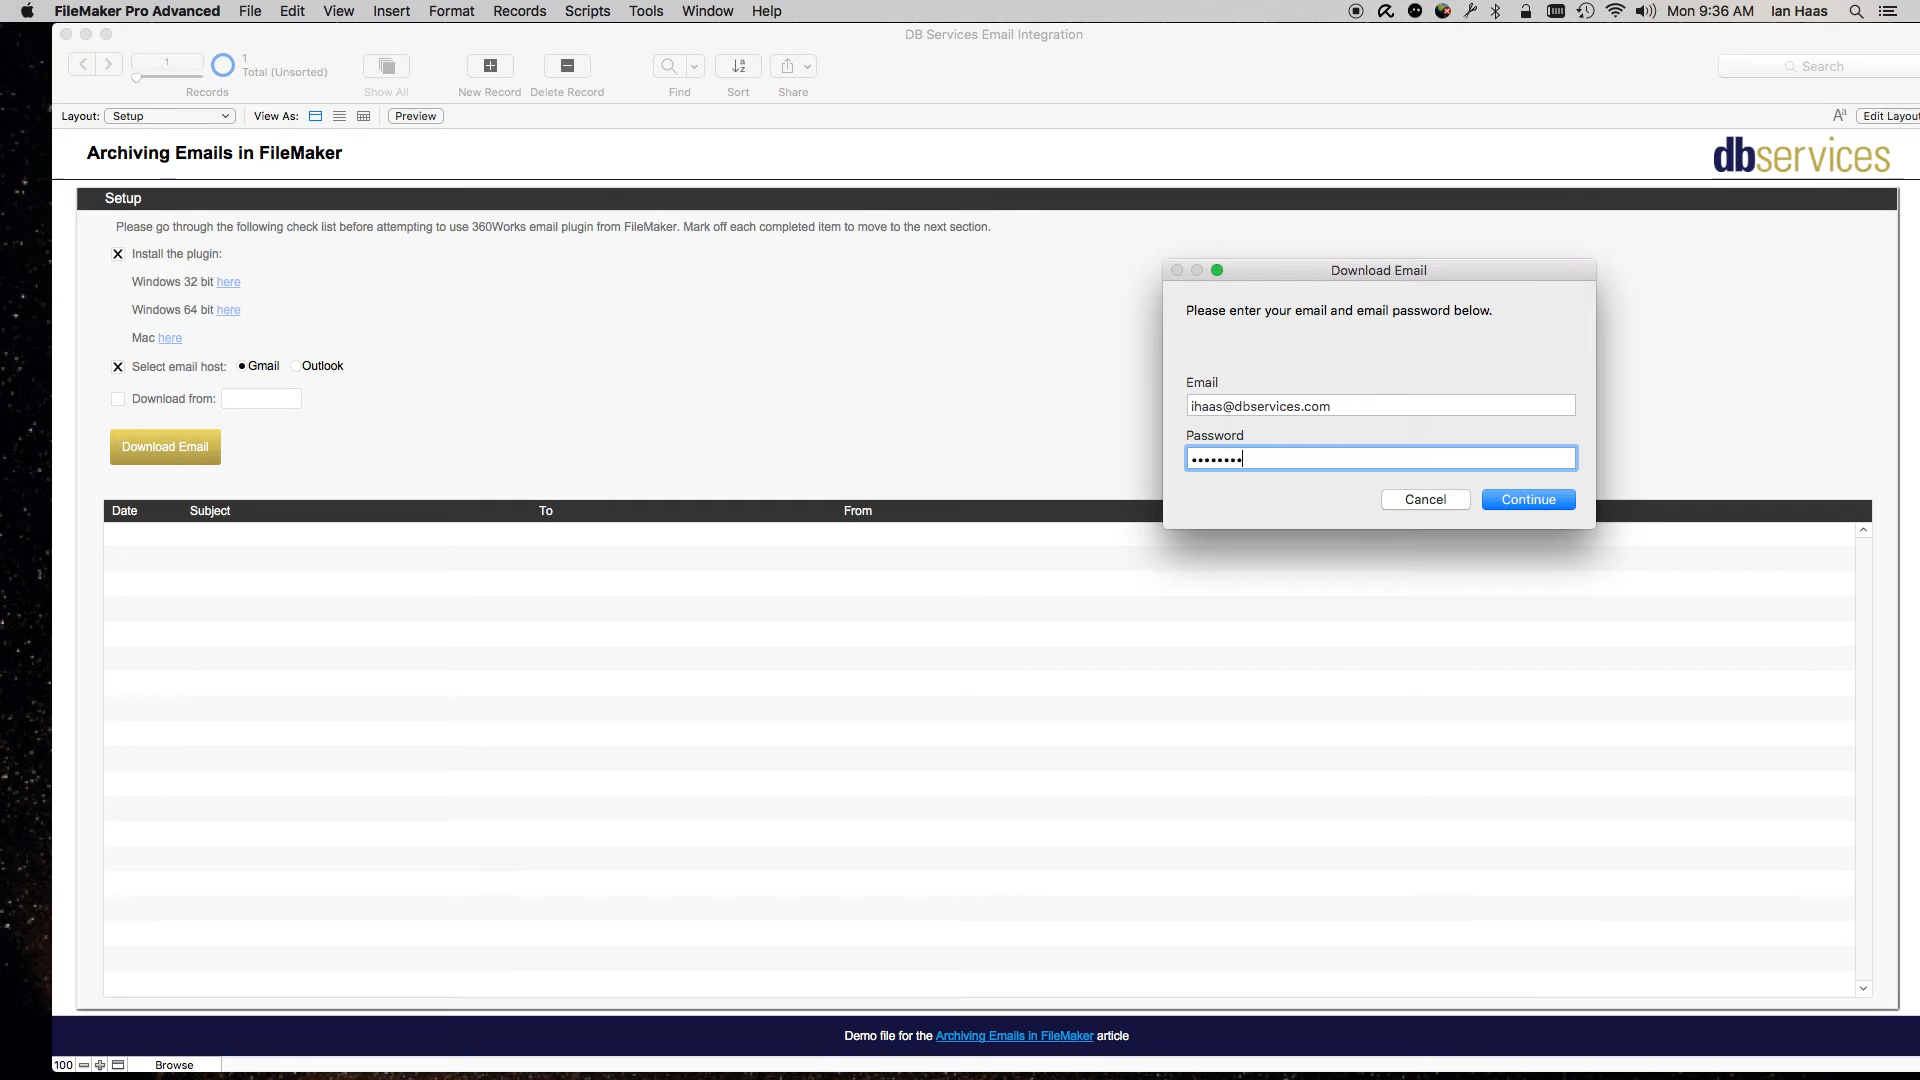 FileMaker Pro Advanced File Edit View Insert Format Records Scripts Tools Window Help Mon 9:36 AM Ian Haas
DB Services Email Integration
1 1
Total (Unsorted)
Search
Records Show All New Record Delete Record Find Sort Share
Layout: Setup View As: Preview Aa Edit Layout
Archiving Emails in FileMaker dbservices
Setup
Please go through the following check list before attempting to use 360Works email plugin from FileMaker. Mark off each completed item to move to the next section.
X Install the plugin:
Windows 32 bit here
Windows 64 bit here
Mac here
X Select email host: Gmail Outlook
Download from:
Download Email
Download Email
Please enter your email and email password below.
Email
ihaas@dbservices.com
Password
••••••••
Cancel Continue
Date Subject To From
Demo file for the Archiving Emails in FileMaker article
100 Browse